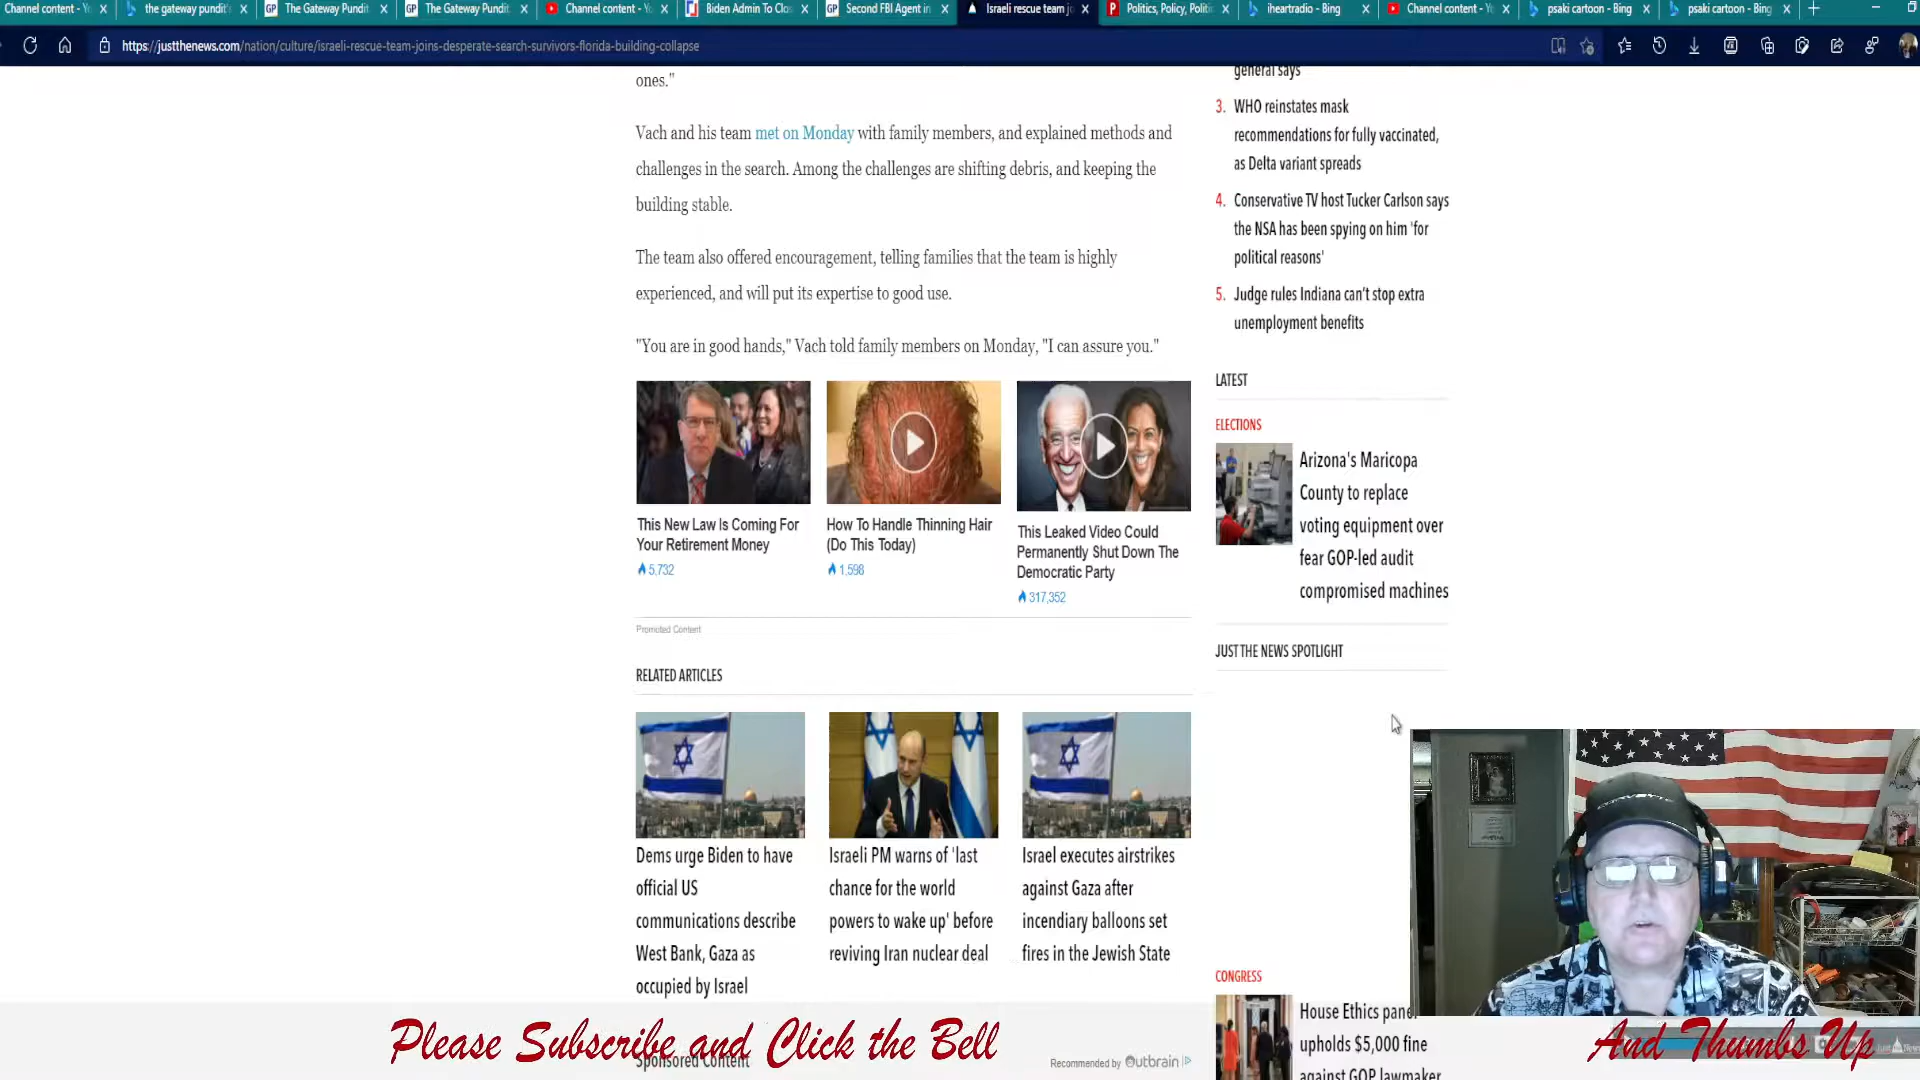 Channel content - Y
the gateway pundit
The Gateway Pundit
The Gateway Pundit
Channel content - Y
Biden Admin To Clo
Second FBI Agent in
Israeli rescue team jo
Politics, Policy, Politi
iheartradio - Bing
Channel content - Y
psaki cartoon - Bing
psaki cartoon - Bing
https://justthenews.com/nation/culture/israeli-rescue-team-joins-desperate-search-survivors-florida-building-collapse
ones."
Vach and his team met on Monday with family members, and explained methods and
challenges in the search. Among the challenges are shifting debris, and keeping the
building stable.
The team also offered encouragement, telling families that the team is highly
experienced, and will put its expertise to good use.
"You are in good hands," Vach told family members on Monday, "I can assure you."
This New Law Is Coming For
Your Retirement Money
5,732
How To Handle Thinning Hair
(Do This Today)
1,598
This Leaked Video Could
Permanently Shut Down The
Democratic Party
317,352
Promoted Content
RELATED ARTICLES
Dems urge Biden to have
official US
communications describe
West Bank, Gaza as
occupied by Israel
Israeli PM warns of 'last
chance for the world
powers to wake up' before
reviving Iran nuclear deal
Israel executes airstrikes
against Gaza after
incendiary balloons set
fires in the Jewish State
Sponsored Content
Recommended by Outbrain
general says
3. WHO reinstates mask
recommendations for fully vaccinated,
as Delta variant spreads
4. Conservative TV host Tucker Carlson says
the NSA has been spying on him 'for
political reasons'
5. Judge rules Indiana can't stop extra
unemployment benefits
LATEST
ELECTIONS
Arizona's Maricopa
County to replace
voting equipment over
fear GOP-led audit
compromised machines
JUST THE NEWS SPOTLIGHT
CONGRESS
House Ethics panel
upholds $5,000 fine
against GOP lawmaker
Please Subscribe and Click the Bell
And Thumbs Up